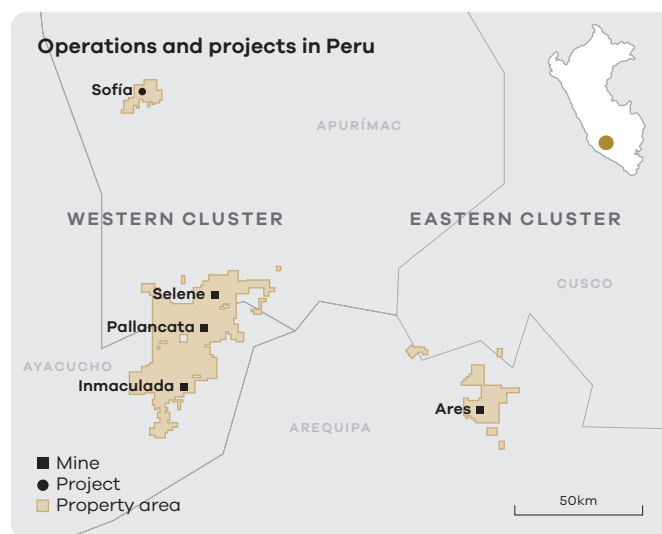 Operations and projects in Peru
Sofía
APURÍMAC
WESTERN CLUSTER
EASTERN CLUSTER
CUSCO
Selene
Pallancata
AYACUCHO
Inmaculada
Ares
AREQUIPA
Mine
Project
Property area
50km